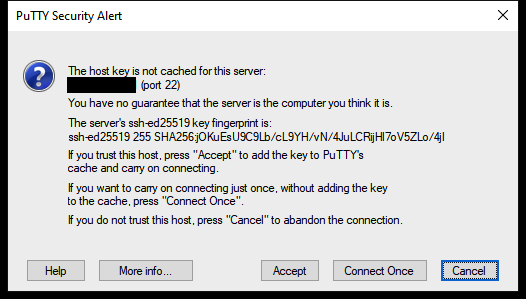 PuTTY Security Alert
The host key is not cached for this server:
(port 22)
You have no guarantee that the server is the computer you think it is.
The server's ssh-ed25519 key fingerprint is:
ssh-ed25519 255 SHA256:jOKuEsU9C9Lb/cL9YH/vN/4JuLCRijHI7oV5ZLo/4jI
If you trust this host, press "Accept" to add the key to PuTTY's
cache and carry on connecting.
If you want to carry on connecting just once, without adding the key
to the cache, press "Connect Once".
If you do not trust this host, press "Cancel" to abandon the connection.
Help
More info...
Accept
Connect Once
Cancel